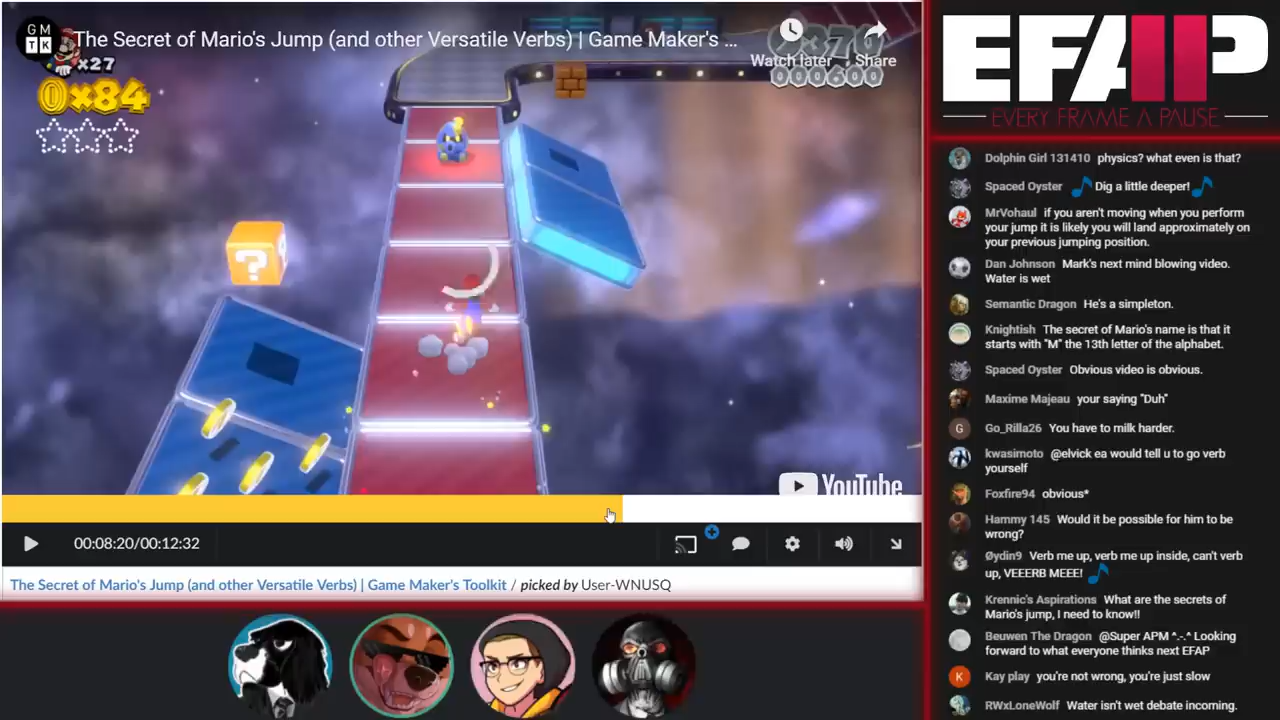 GM
TK
The Secret of Mario's Jump (and other Versatile Verbs) | Game Maker's ...
Watch later
Share
×27
×84
000600
?
YouTube
00:08:20/00:12:32
The Secret of Mario's Jump (and other Versatile Verbs) | Game Maker's Toolkit / picked by User-WNUSQ
EFAP
EVERY FRAME A PAUSE
Dolphin Girl 131410 physics? what even is that?
Spaced Oyster 🎵Dig a little deeper!🎵
MrVohaul if you aren't moving when you perform
your jump it is likely you will land approximately on
your previous jumping position.
Dan Johnson Mark's next mind blowing video.
Water is wet
Semantic Dragon He's a simpleton.
Knightish The secret of Mario's name is that it
starts with "M" the 13th letter of the alphabet.
Spaced Oyster Obvious video is obvious.
Maxime Majeau your saying "Duh"
G
Go_Rilla26 You have to milk harder.
kwasimoto @elvick ea would tell u to go verb
yourself
Foxfire94 obvious*
Hammy 145 Would it be possible for him to be
wrong?
Øydin9 Verb me up, verb me up inside, can't verb
up, VEEERB MEEE! 🎵
Krennic's Aspirations What are the secrets of
Mario's jump, I need to know!!
Beuwen The Dragon @Super APM ^.-.^ Looking
forward to what everyone thinks next EFAP
K
Kay play you're not wrong, you're just slow
RWxLoneWolf Water isn't wet debate incoming.